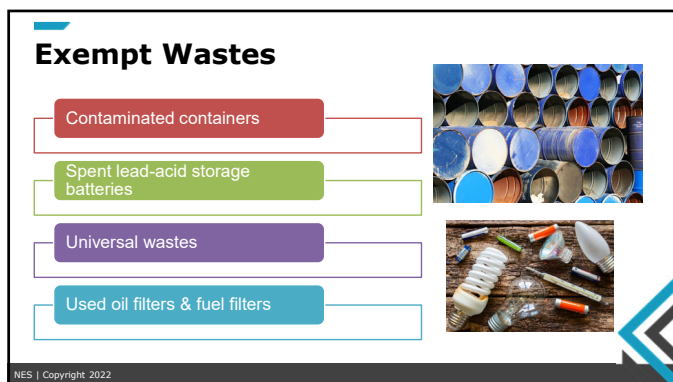 Exempt Wastes
Contaminated containers
Spent lead-acid storage
batteries
Universal wastes
Used oil filters & fuel filters
NES | Copyright 2022